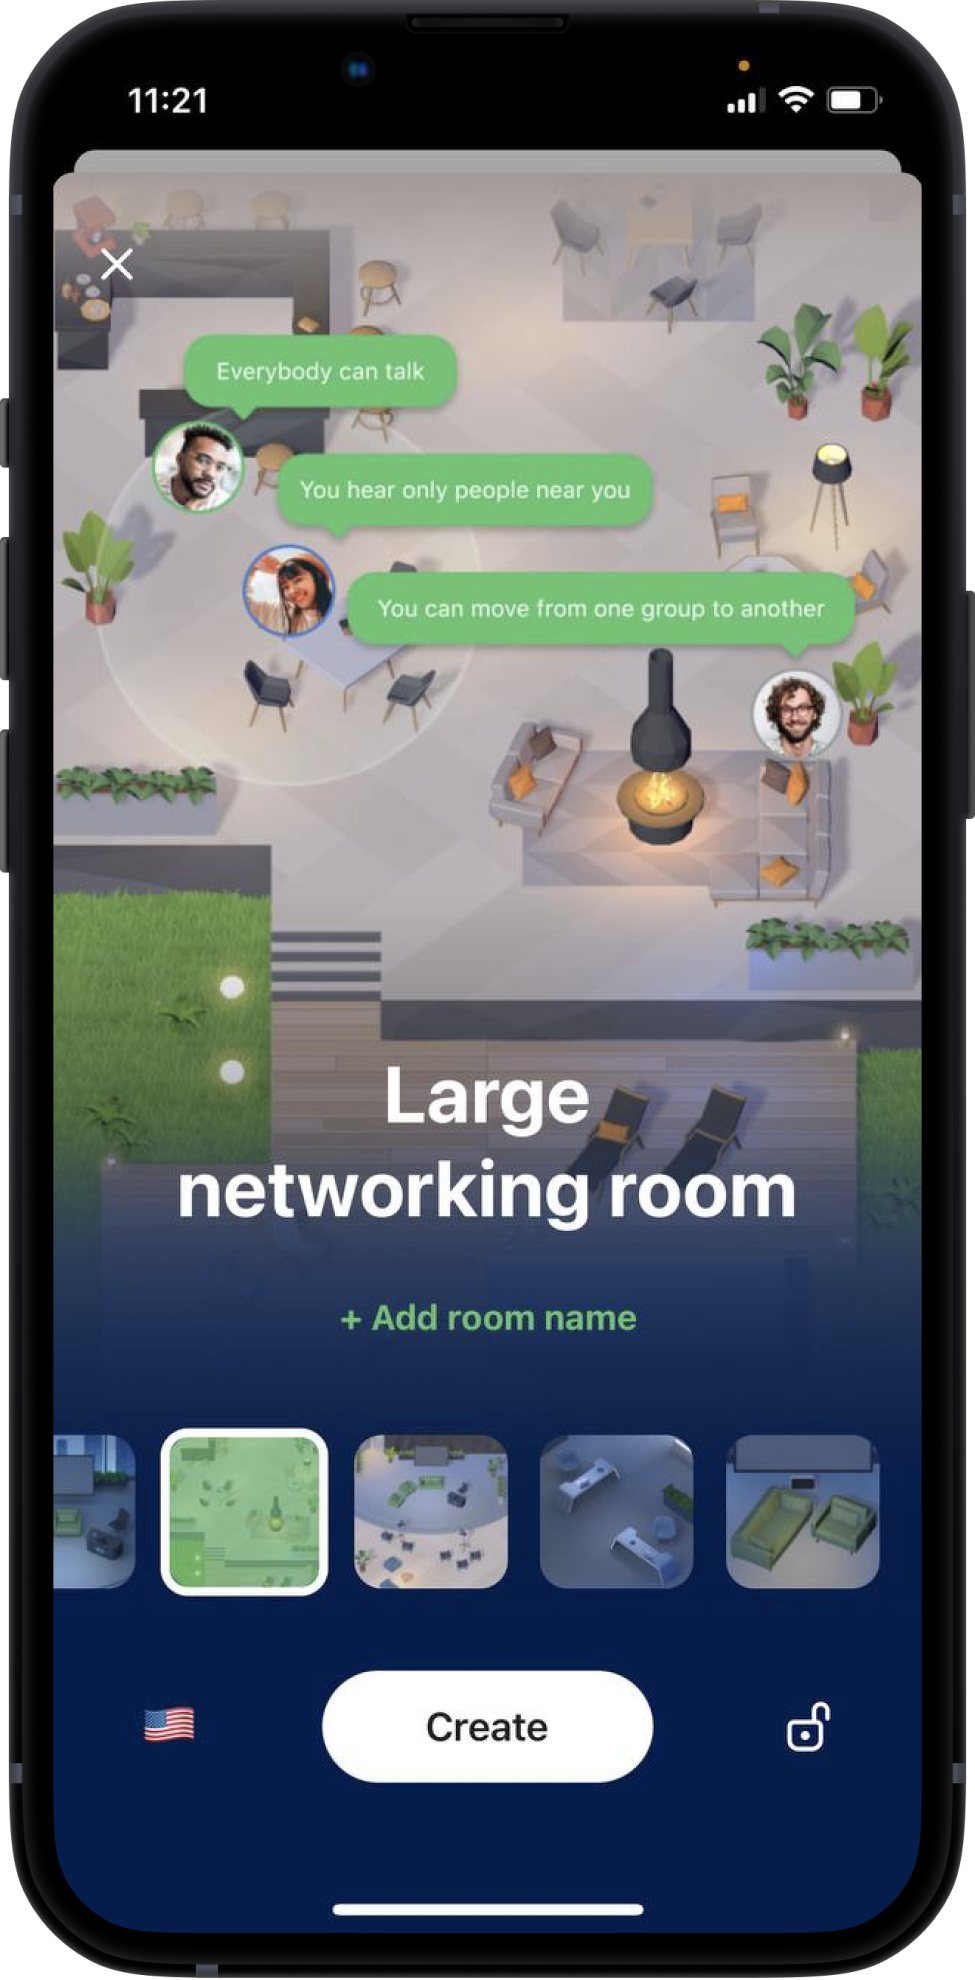 11:21
Everybody can talk
You hear only people near you
You can move from one group to another
Large
networking room
+ Add room name
Create